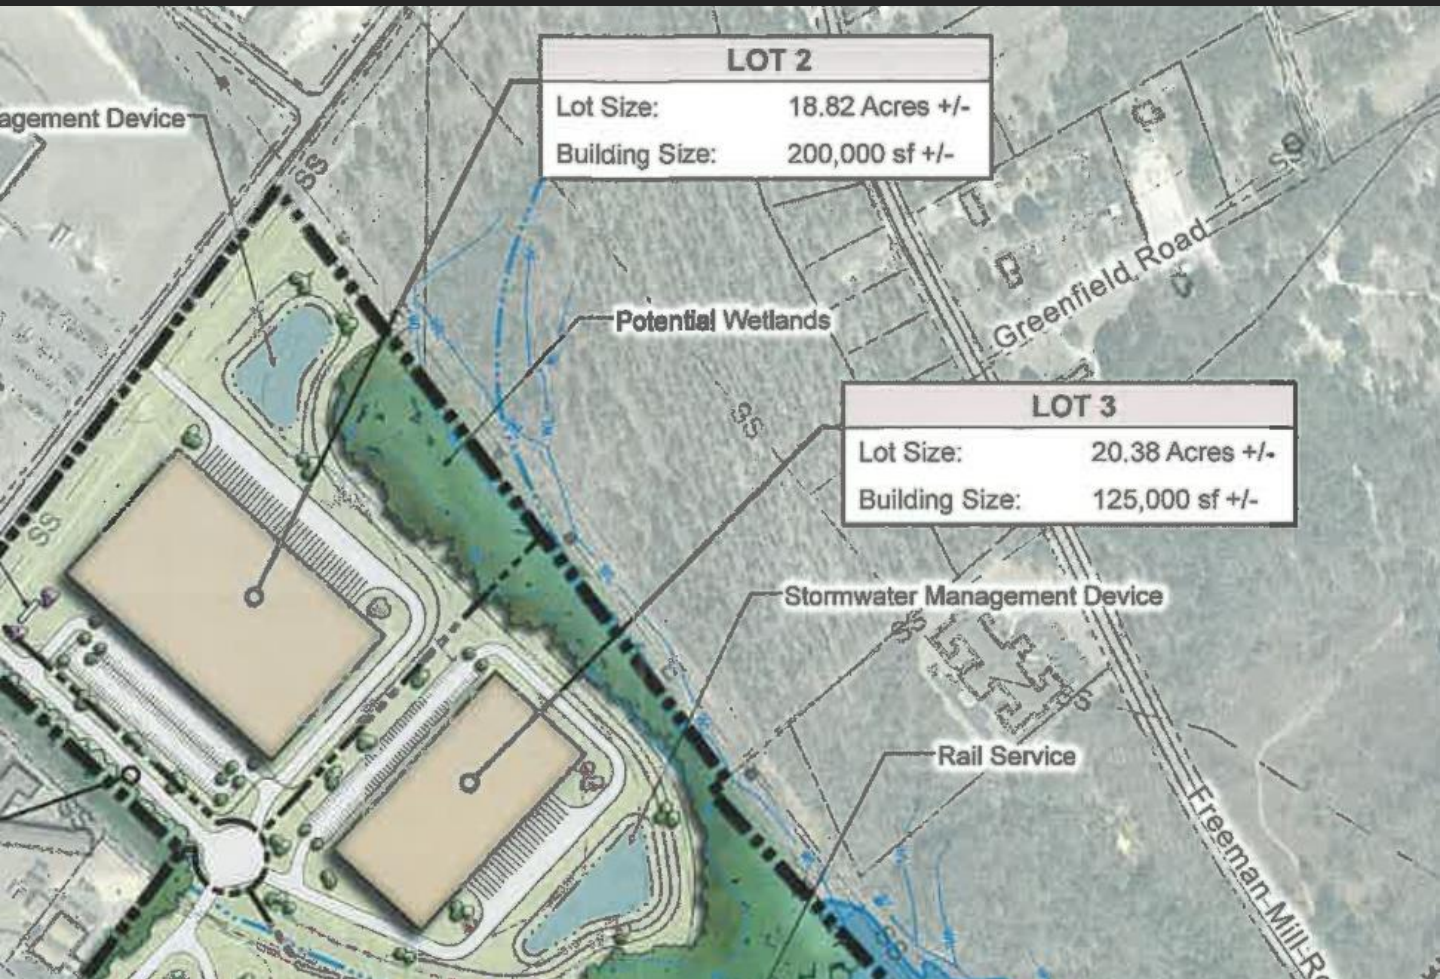 LOT 2
Lot Size: 18.82 Acres +/-
Building Size: 200,000 sf +/-
agement Device
SS
SS
Greenfield Road
Potential Wetlands
LOT 3
Lot Size: 20.38 Acres +/-
Building Size: 125,000 sf +/-
SS
SS
Stormwater Management Device
SS
SS
Rail Service
Freeman-Mill-R